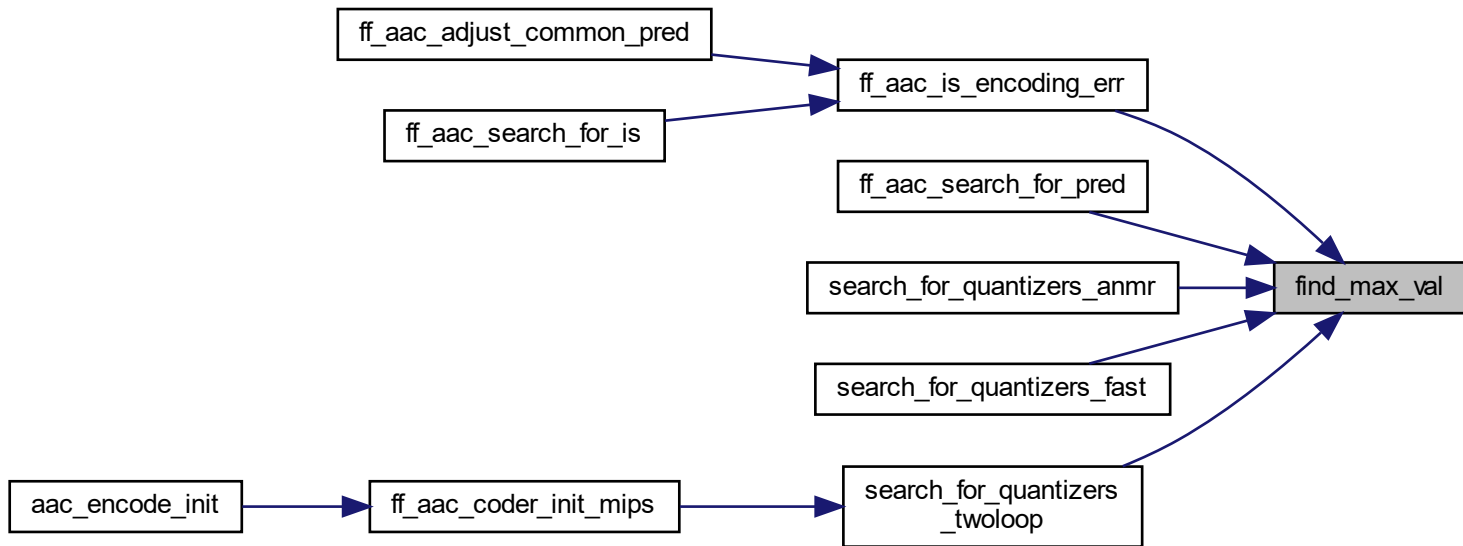 ff_aac_adjust_common_pred
ff_aac_is_encoding_err
ff_aac_search_for_is
ff_aac_search_for_pred
search_for_quantizers_anmr
find_max_val
search_for_quantizers_fast
aac_encode_init
ff_aac_coder_init_mips
search_for_quantizers
_twoloop